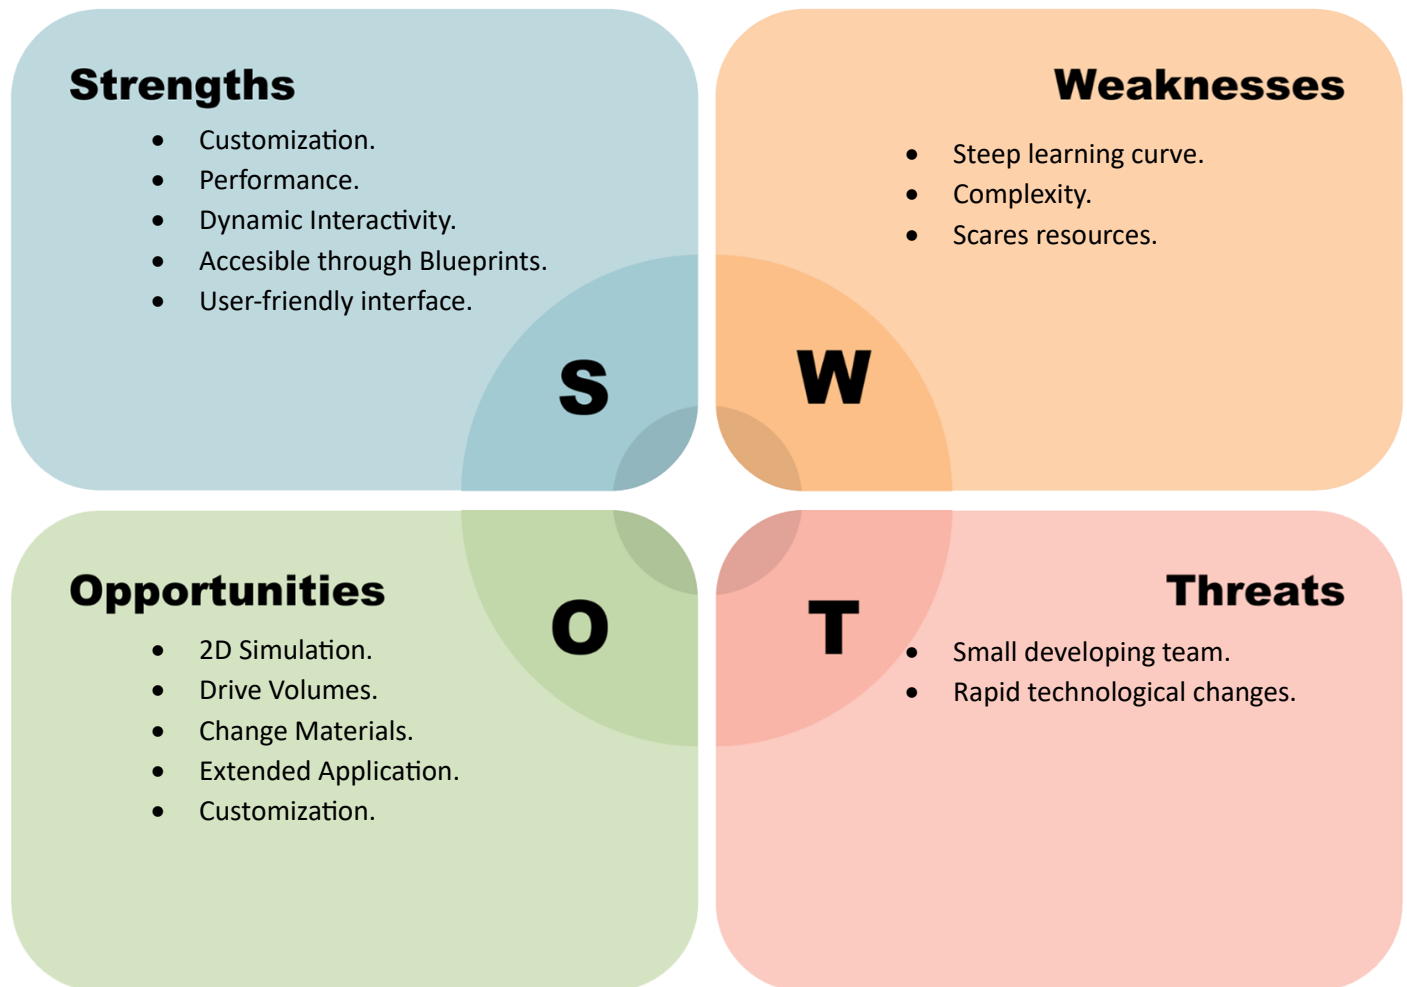 Strengths
• Customization.
• Performance.
• Dynamic Interactivity.
• Accesible through Blueprints.
• User-friendly interface.
S
Weaknesses
• Steep learning curve.
• Complexity.
• Scares resources.
W
Opportunities
• 2D Simulation.
• Drive Volumes.
• Change Materials.
• Extended Application.
• Customization.
O
Threats
• Small developing team.
• Rapid technological changes.
T